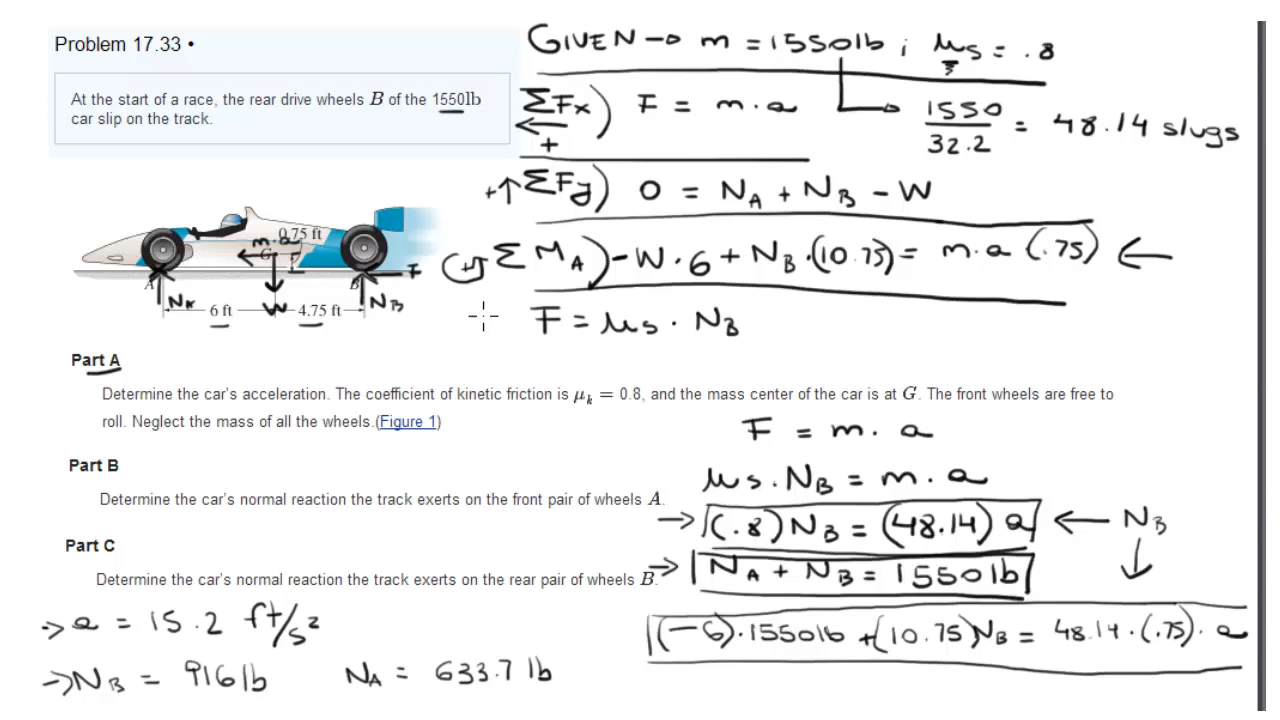 Problem 17.33 •
At the start of a race, the rear drive wheels B of the 1550lb
car slip on the track.
GIVEN → m = 1550lb ; μs = .8
ΣFx) F = m.a
←
+
1550
32.2
= 48.14 slugs
+↑ΣFy) 0 = NA + NB - W
ΣMA) -W.6 + NB.(10.75) = m.a (.75) ←
F = μs . NB
0.75 ft
m.a
G
F
A
B
NA
6 ft
W
4.75 ft
NB
Part A
Determine the car's acceleration. The coefficient of kinetic friction is μk = 0.8, and the mass center of the car is at G. The front wheels are free to
roll. Neglect the mass of all the wheels.(Figure 1)
F = m. a
Part B
Determine the car's normal reaction the track exerts on the front pair of wheels A.
μs.NB = m.a
→ (.8)NB = (48.14) a ← NB
Part C
Determine the car's normal reaction the track exerts on the rear pair of wheels B.
→ NA + NB = 1550lb ↓
→ a = 15.2 ft/s²
(-6).1550lb +(10.75)NB = 48.14.(.75). a
→ NB = 916lb NA = 633.7 lb